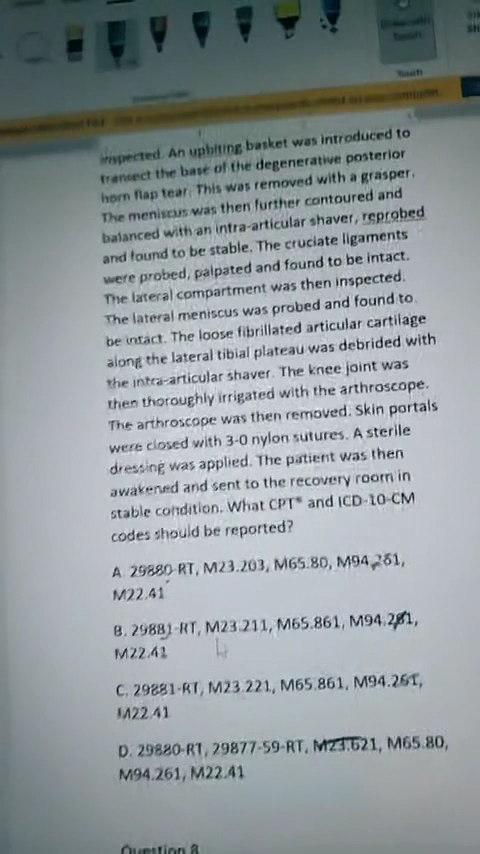 inspected. An upbiting basket was introduced to
transect the base of the degenerative posterior
horn flap tear. This was removed with a grasper.
The meniscus was then further contoured and
balanced with an intra-articular shaver, reprobed
and found to be stable. The cruciate ligaments
were probed, palpated and found to be intact.
The lateral compartment was then inspected.
The lateral meniscus was probed and found to
be intact. The loose fibrillated articular cartilage
along the lateral tibial plateau was debrided with
the intra-articular shaver. The knee joint was
then thoroughly irrigated with the arthroscope.
The arthroscope was then removed. Skin portals
were closed with 3-0 nylon sutures. A sterile
dressing was applied. The patient was then
awakened and sent to the recovery room in
stable condition. What CPT® and ICD-10-CM
codes should be reported?
A. 29880-RT, M23.203, M65.80, M94.261,
M22.41
B. 29881-RT, M23.211, M65.861, M94.261,
M22.41
C. 29881-RT, M23.221, M65.861, M94.261,
M22.41
D. 29880-RT, 29877-59-RT, M23.621, M65.80,
M94.261, M22.41
Question 8